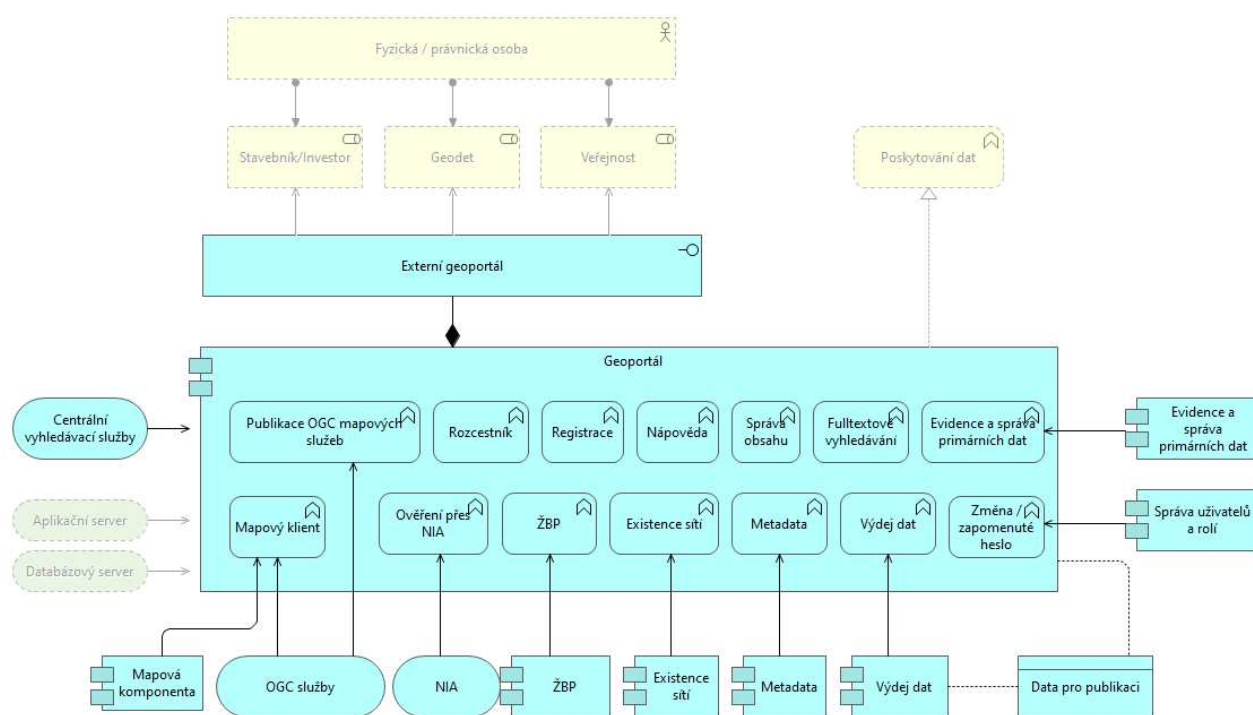 Fyzická / právnická osoba
Stavebník/Investor
Geodet
Veřejnost
Poskytování dat
Externí geoportál
Geoportál
Centrální
vyhledávací služby
Publikace OGC mapových
služeb
Rozcestník
Registrace
Nápověda
Správa
obsahu
Fulltextové
vyhledávání
Evidence a správa
primárních dat
Evidence a
správa
primárních dat
Aplikační server
Databázový server
Mapový klient
Ověření přes
NIA
ŽBP
Existence sítí
Metadata
Výdej dat
Změna /
zapomenuté
heslo
Správa uživatelů
a rolí
Mapová
komponenta
OGC služby
NIA
ŽBP
Existence
sítí
Metadata
Výdej dat
Data pro publikaci